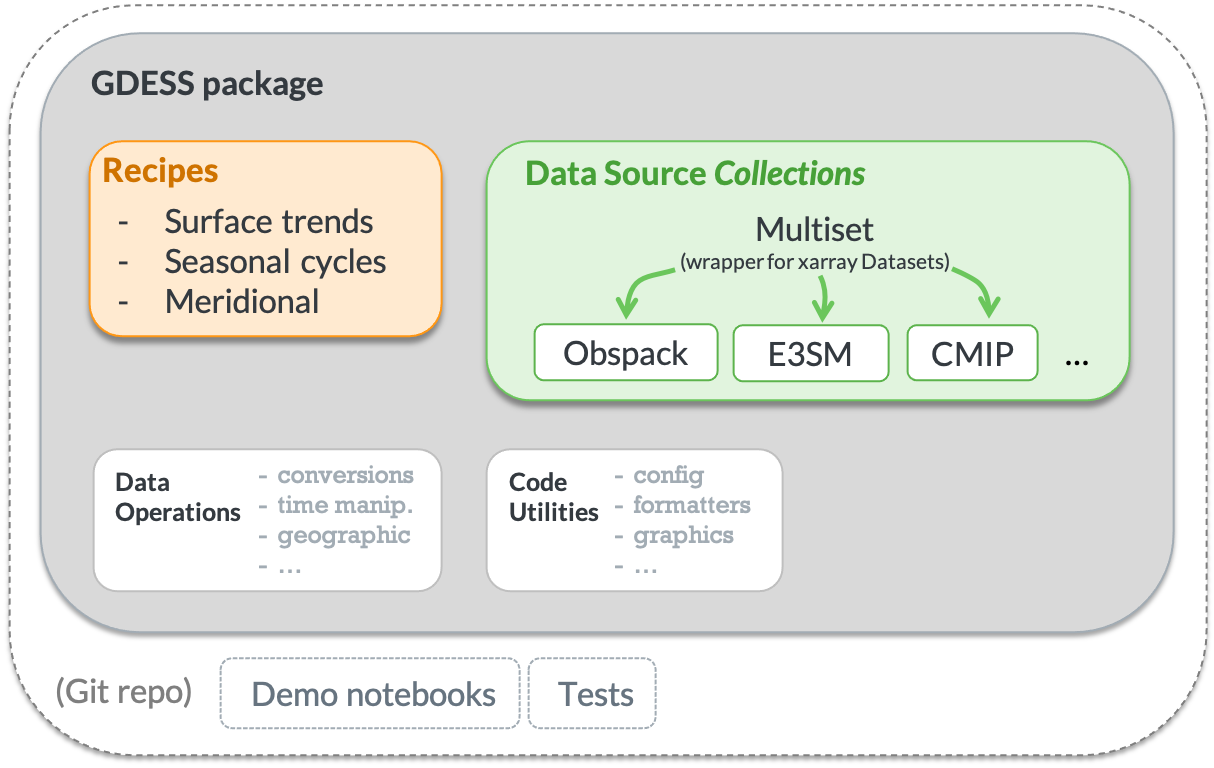 GDESS package
Recipes
- Surface trends
- Seasonal cycles
- Meridional
Data Source Collections
Multiset
(wrapper for xarray Datasets)
Obspack
E3SM
CMIP
...
Data
Operations
- conversions
- time manip.
- geographic
- ...
Code
Utilities
- config
- formatters
- graphics
- ...
(Git repo)
Demo notebooks
Tests